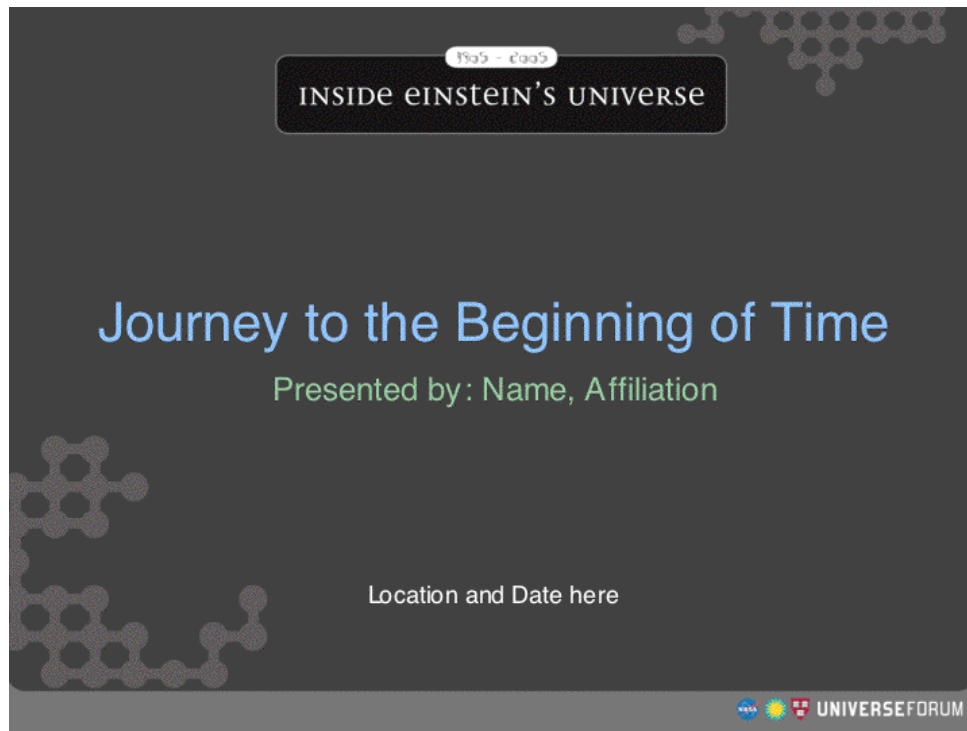 1905 - 2005
INSIDE EINSTEIN'S UNIVERSE
Journey to the Beginning of Time
Presented by: Name, Affiliation
Location and Date here
NASA UNIVERSEFORUM